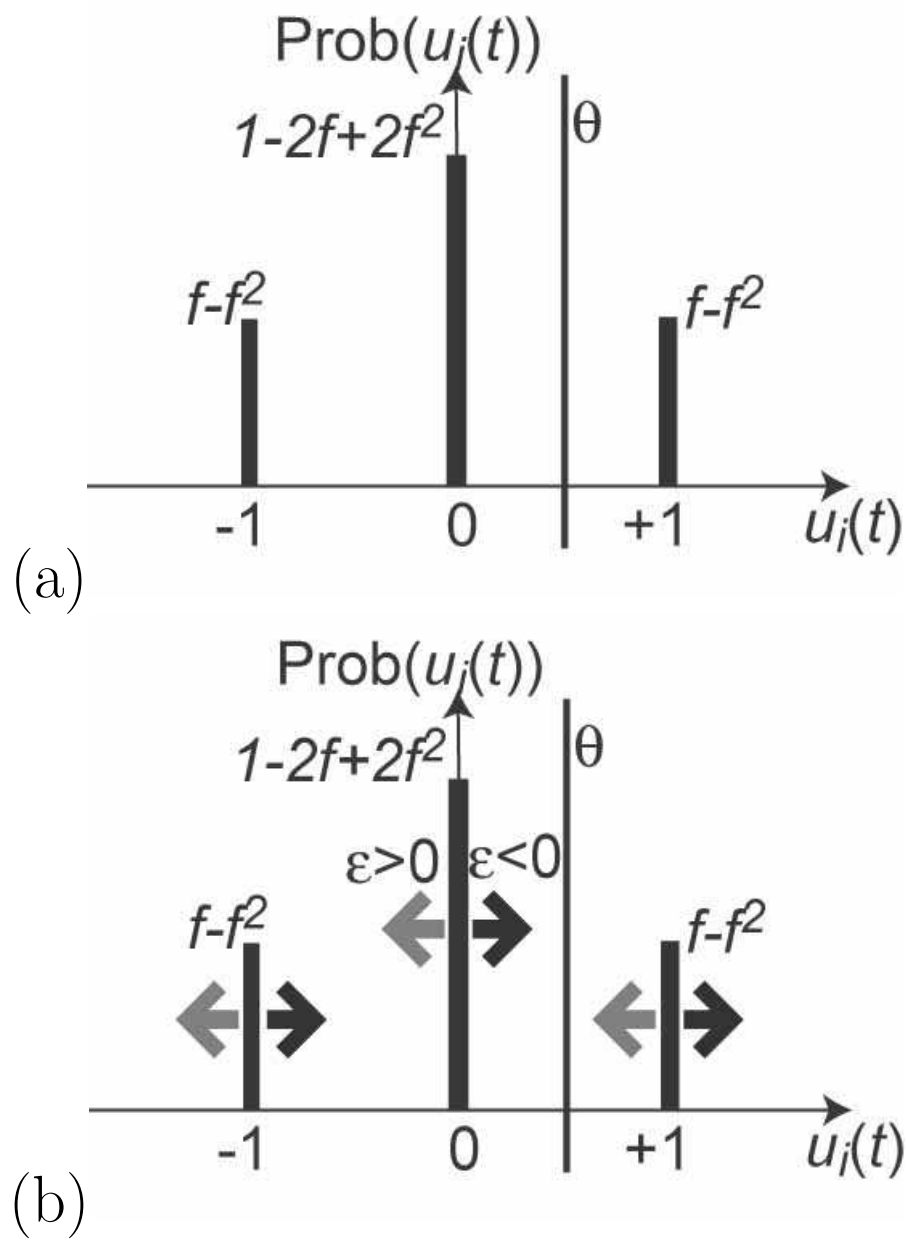 Prob(uᵢ(t))
1-2f+2f²
θ
f-f²
f-f²
-1 0 +1 uᵢ(t)
(a)
Prob(uᵢ(t))
1-2f+2f²
θ
ε>0 ε<0
f-f²
f-f²
-1 0 +1 uᵢ(t)
(b)